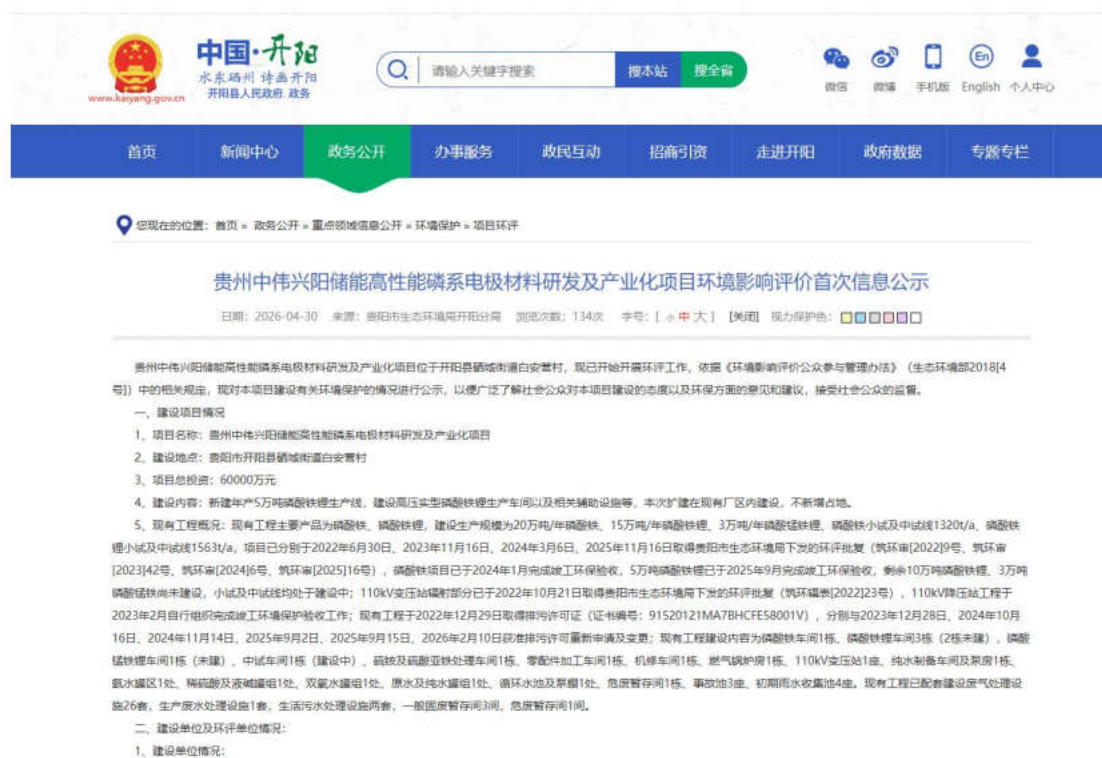 中国·开阳
水东硒州 诗画开阳
开阳县人民政府.政务
www.kaiyang.gov.cn
请输入关键字搜索
搜本站 搜全省
微信 微博 手机版 English 个人中心
En
首页 新闻中心 政务公开 办事服务 政民互动 招商引资 走进开阳 政府数据 专题专栏
您现在的位置：首页 » 政务公开 » 重点领域信息公开 » 环境保护 » 项目环评
贵州中伟兴阳储能高性能磷系电极材料研发及产业化项目环境影响评价首次信息公示
日期：2026-04-30 来源：贵阳市生态环境局开阳分局 浏览次数：134次 字号：[ 小 中 大 ] [关闭] 视力保护色：
贵州中伟兴阳储能高性能磷系电极材料研发及产业化项目位于开阳县硒城街道白安营村，现已开始开展环评工作，依据《环境影响评价公众参与管理办法》（生态环境部2018[4
号]）中的相关规定，现对本项目建设有关环境保护的情况进行公示，以便广泛了解社会公众对本项目建设的态度以及环保方面的意见和建议，接受社会公众的监督。
一、建设项目情况
1、项目名称：贵州中伟兴阳储能高性能磷系电极材料研发及产业化项目
2、建设地点：贵阳市开阳县硒城街道白安营村
3、项目总投资：60000万元
4、建设内容：新建年产5万吨磷酸铁锂生产线，建设高压实型磷酸铁锂生产车间以及相关辅助设施等，本次扩建在现有厂区内建设，不新增占地。
5、现有工程概况：现有工程主要产品为磷酸铁、磷酸铁锂，建设生产规模为20万吨/年磷酸铁、15万吨/年磷酸铁锂、3万吨/年磷酸锰铁锂、磷酸铁小试及中试线1320t/a、磷酸铁
锂小试及中试线1563t/a，项目已分别于2022年6月30日、2023年11月16日、2024年3月6日、2025年11月16日取得贵阳市生态环境局下发的环评批复（筑环审[2022]9号、筑环审
[2023]42号、筑环审[2024]6号、筑环审[2025]16号），磷酸铁项目已于2024年1月完成竣工环保验收，5万吨磷酸铁锂已于2025年9月完成竣工环保验收，剩余10万吨磷酸铁锂、3万吨
磷酸锰铁锂尚未建设，小试及中试线均处于建设中；110kV变压站辐射部分已于2022年10月21日取得贵阳市生态环境局下发的环评批复（筑环辐表[2022]23号），110kV降压站工程于
2023年2月自行组织完成竣工环境保护验收工作；现有工程于2022年12月29日取得排污许可证（证书编号：91520121MA7BHCFE58001V），分别与2023年12月28日、2024年10月
16日、2024年11月14日、2025年9月2日、2025年9月15日、2026年2月10日获准排污许可重新申请及变更；现有工程建设内容为磷酸铁车间1栋、磷酸铁锂车间3栋（2栋未建）、磷酸
锰铁锂车间1栋（未建）、中试车间1栋（建设中）、硫铵及硫酸亚铁处理车间1栋、零配件加工车间1栋、机修车间1栋、燃气锅炉房1栋、110kV变压站1座、纯水制备车间及泵房1栋、
氨水罐区1处、稀硫酸及液碱罐组1处、双氧水罐组1处、原水及纯水罐组1处、循环水池及泵棚1处、危废暂存间1栋、事故池3座、初期雨水收集池4座。现有工程已配套建设废气处理设
施26套，生产废水处理设施1套，生活污水处理设施两套，一般固废暂存间3间，危废暂存间1间。
二、建设单位及环评单位情况：
1、建设单位情况：